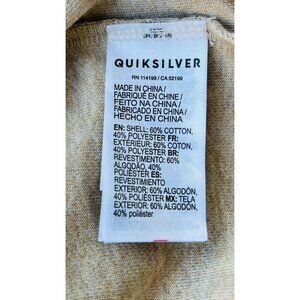 QUIKSILVER
RN 114199 / CA 52199
MADE IN CHINA /
FABRIQUÉ EN CHINE /
FEITO NA CHINA /
FABRICADO EN CHINA /
HECHO EN CHINA
EN: SHELL: 60% COTTON,
40% POLYESTER FR:
EXTÉRIEUR: 60% COTON,
40% POLYESTER BR:
REVESTIMENTO: 60%
ALGODÃO, 40%
POLIÉSTER ES:
REVESTIMIENTO
EXTERIOR: 60% ALGODÓN,
40% POLIÉSTER MX: TELA
EXTERIOR: 60% ALGODÓN,
40% poliéster